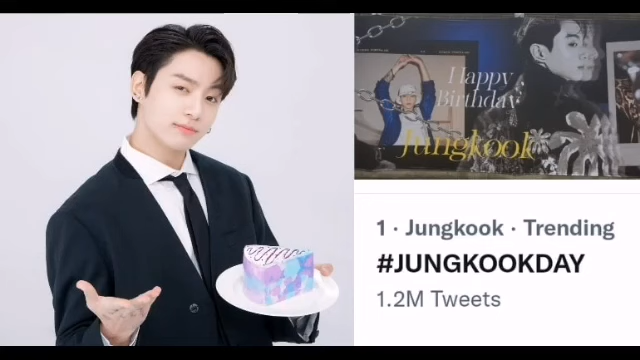 Happy
Birthday
Jungkook
1 · Jungkook · Trending
#JUNGKOOKDAY
1.2M Tweets